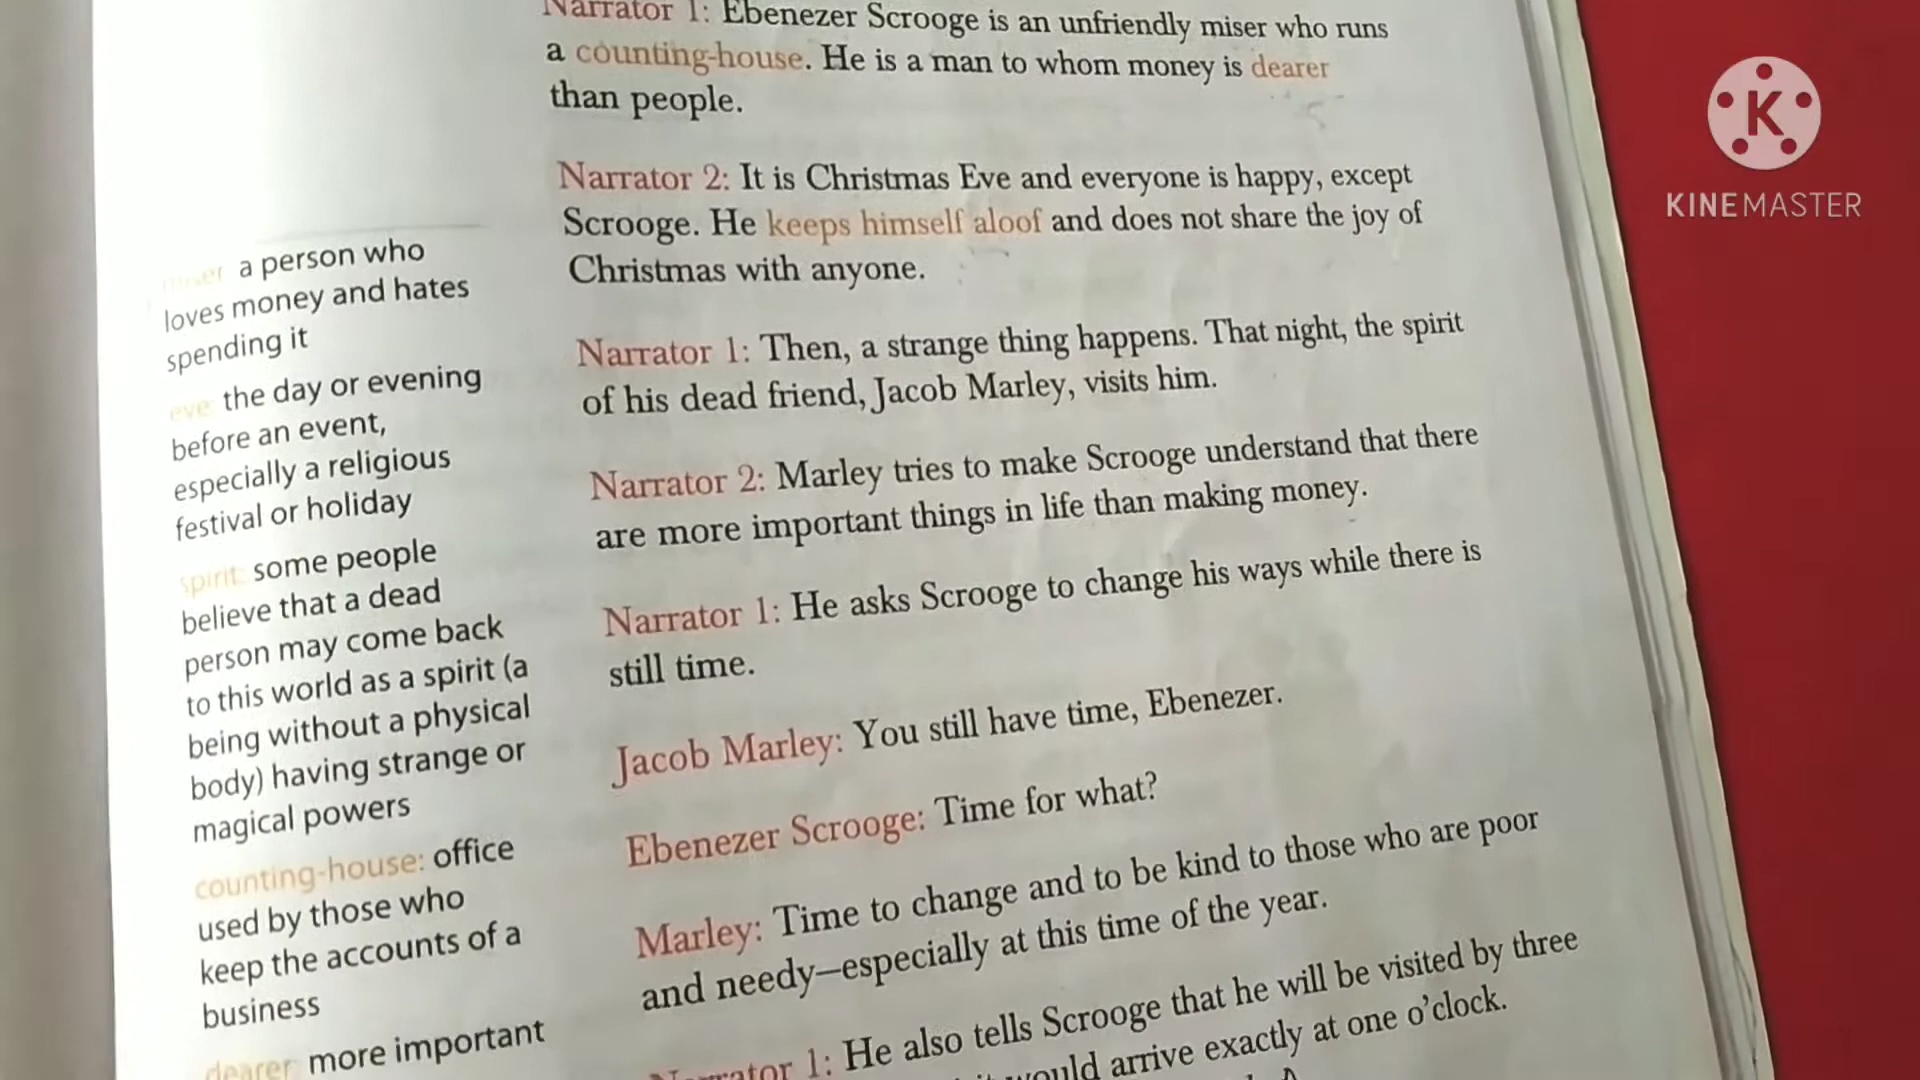 Narrator 1: Ebenezer Scrooge is an unfriendly miser who runs
a counting-house. He is a man to whom money is dearer
than people.
Narrator 2: It is Christmas Eve and everyone is happy, except
Scrooge. He keeps himself aloof and does not share the joy of
Christmas with anyone.
Narrator 1: Then, a strange thing happens. That night, the spirit
of his dead friend, Jacob Marley, visits him.
Narrator 2: Marley tries to make Scrooge understand that there
are more important things in life than making money.
Narrator 1: He asks Scrooge to change his ways while there is
still time.
Jacob Marley: You still have time, Ebenezer.
Ebenezer Scrooge: Time for what?
Marley: Time to change and to be kind to those who are poor
and needy—especially at this time of the year.
Narrator 1: He also tells Scrooge that he will be visited by three
would arrive exactly at one o'clock.
miser a person who
loves money and hates
spending it
eve: the day or evening
before an event,
especially a religious
festival or holiday
spirit: some people
believe that a dead
person may come back
to this world as a spirit (a
being without a physical
body) having strange or
magical powers
counting-house: office
used by those who
keep the accounts of a
business
dearer: more important
K
KINEMASTER